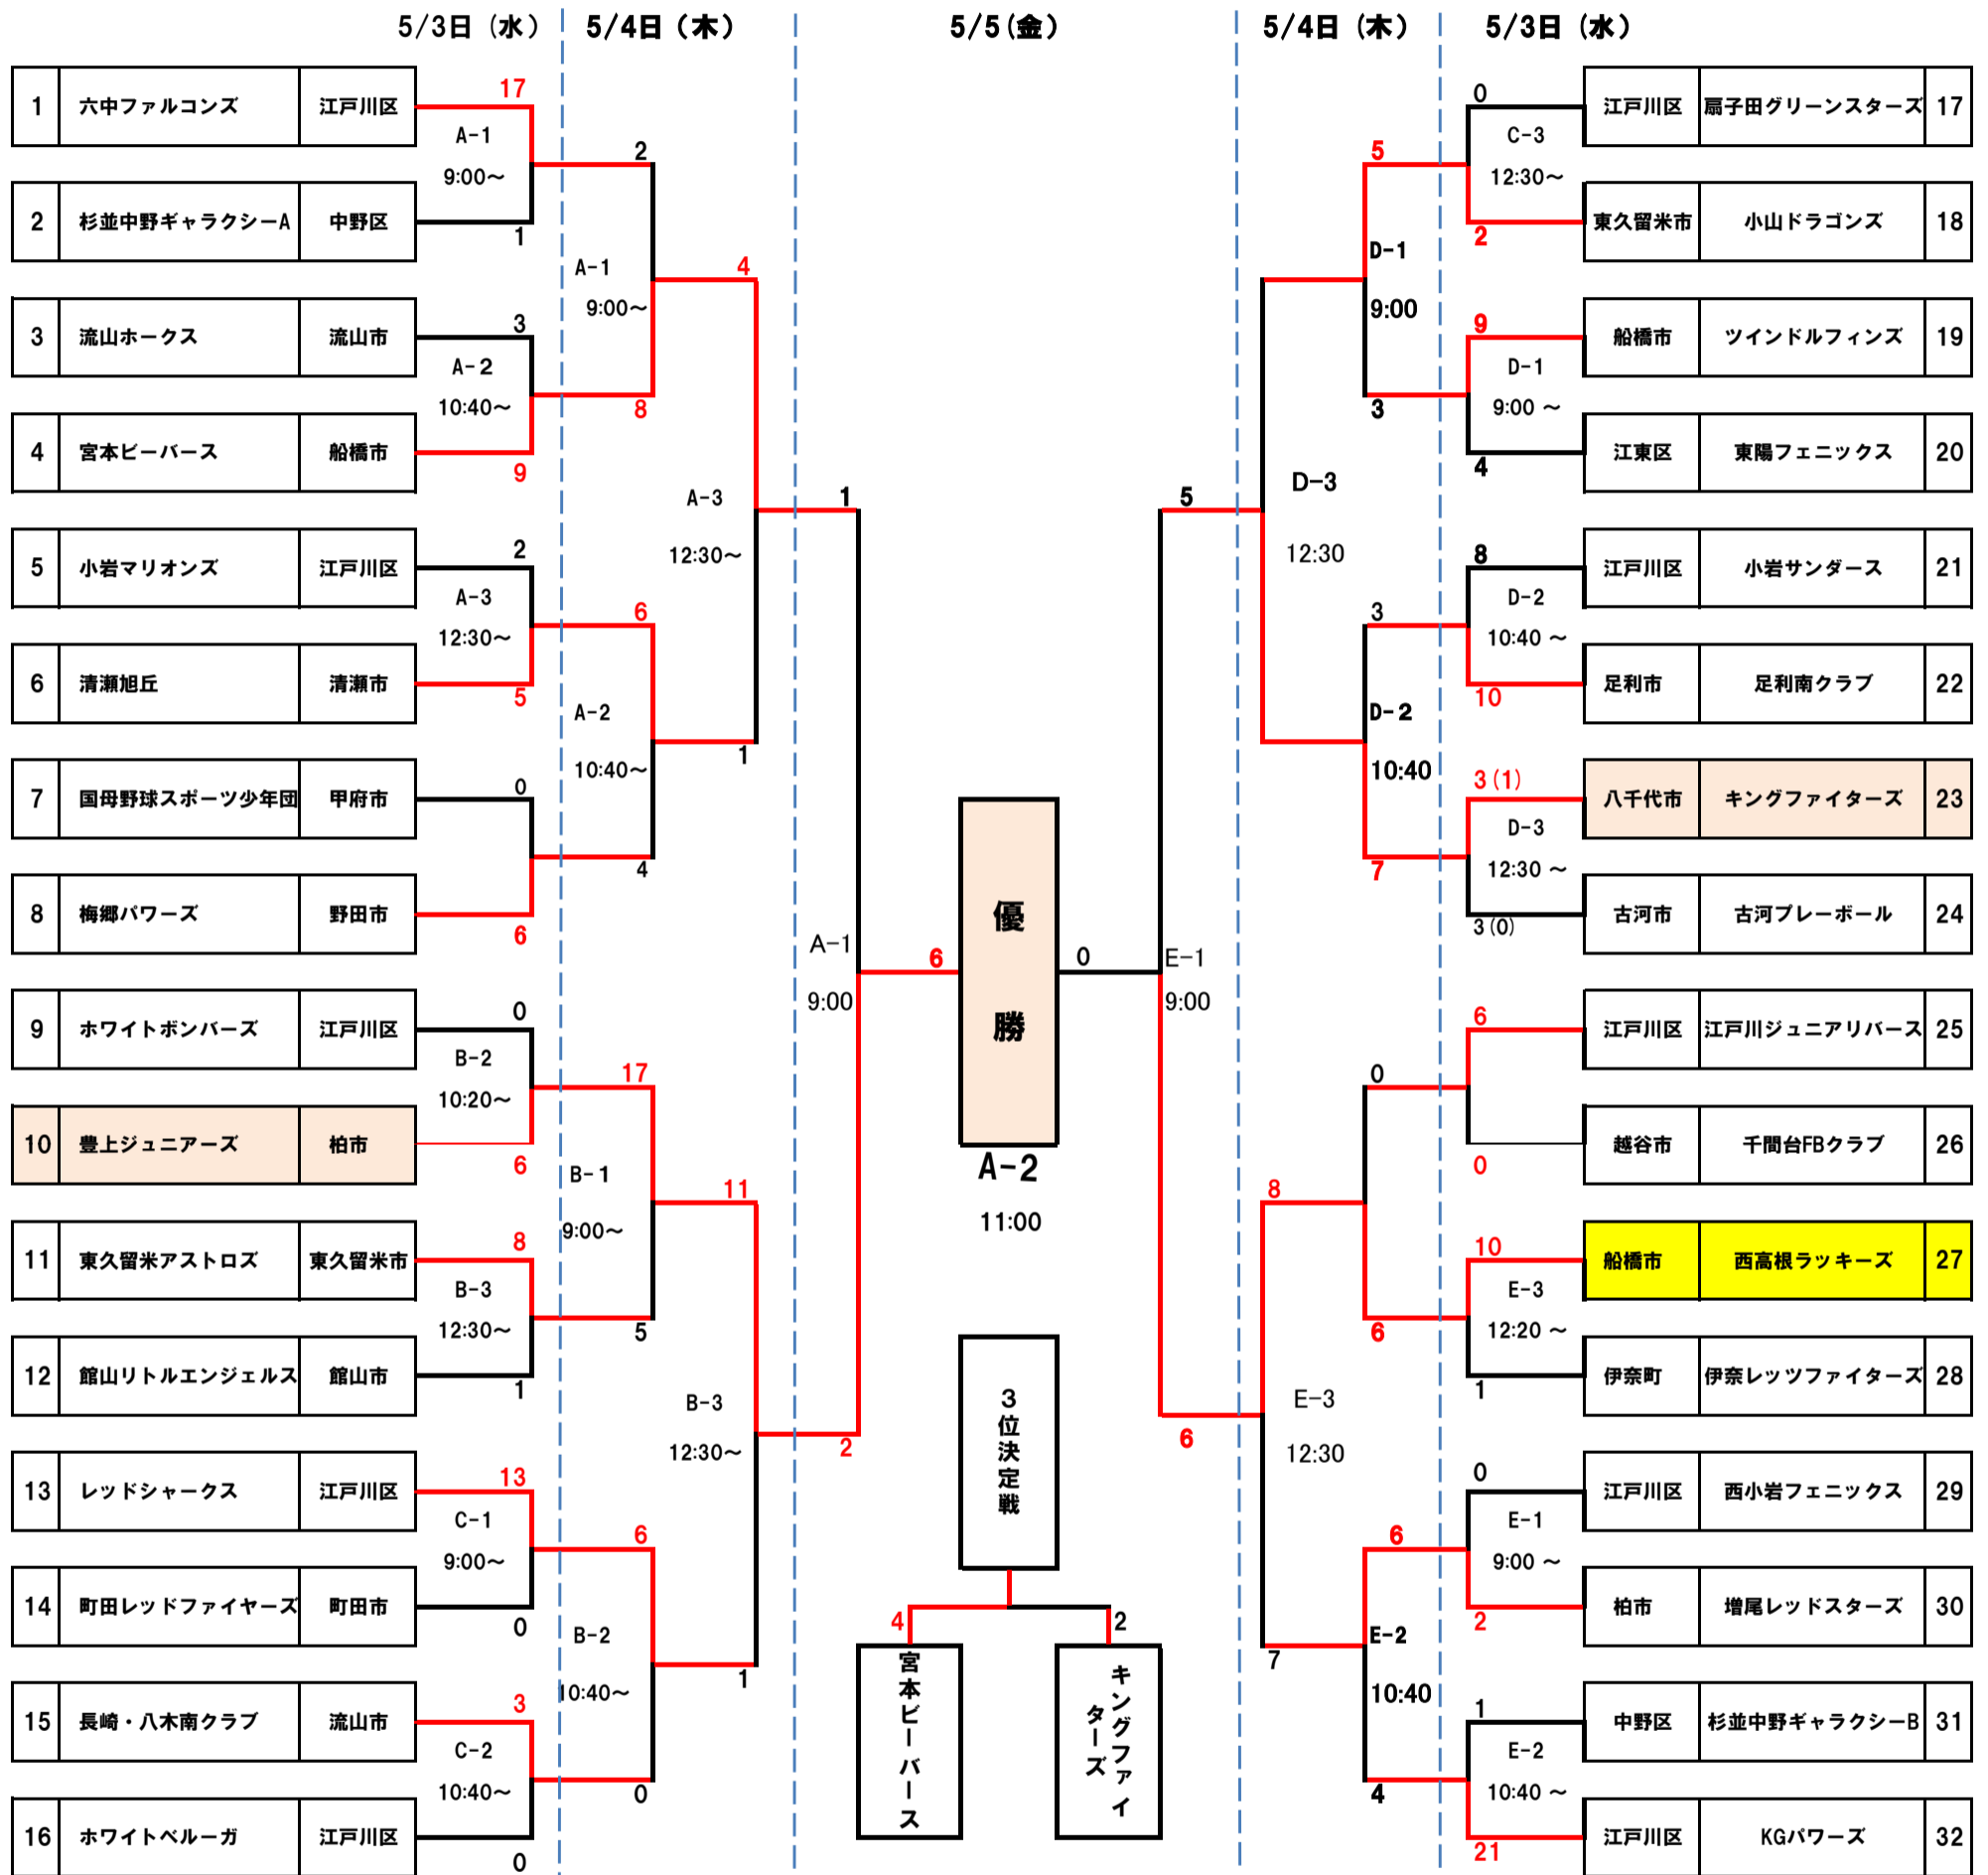 5/3日（水）
5/4日（木）
5/5(金)
5/4日（木）
5/3日（水）
1 六中ファルコンズ 江戸川区
17
A-1
9:00～
2 杉並中野ギャラクシーA 中野区
1
3 流山ホークス 流山市
3
A-2
10:40～
4 宮本ビーバース 船橋市
9
5 小岩マリオンズ 江戸川区
2
A-3
12:30～
6 清瀬旭丘 清瀬市
5
7 国母野球スポーツ少年団 甲府市
0
8 梅郷パワーズ 野田市
6
9 ホワイトボンバーズ 江戸川区
0
B-2
10:20～
10 豊上ジュニアーズ 柏市
6
11 東久留米アストロズ 東久留米市
8
B-3
12:30～
12 館山リトルエンジェルス 館山市
1
13 レッドシャークス 江戸川区
13
C-1
9:00～
14 町田レッドファイヤーズ 町田市
0
15 長崎・八木南クラブ 流山市
3
C-2
10:40～
16 ホワイトベルーガ 江戸川区
0
2
A-1
9:00～
8
6
A-2
10:40～
4
17
B-1
9:00～
5
6
B-2
10:40～
0
4
A-3
12:30～
1
11
B-3
12:30～
1
1
A-1
9:00
2
6
優勝
0
A-2
11:00
3位決定戦
4
2
宮本ビーバース
キングファイターズ
5
E-1
9:00
6
D-3
12:30
8
E-3
12:30
7
5
D-1
9:00
3
3
D-2
10:40
7
0
6
6
E-2
10:40
4
0
江戸川区 扇子田グリーンスターズ 17
C-3
12:30～
2
東久留米市 小山ドラゴンズ 18
9
船橋市 ツインドルフィンズ 19
D-1
9:00 ～
4
江東区 東陽フェニックス 20
8
江戸川区 小岩サンダース 21
D-2
10:40 ～
10
足利市 足利南クラブ 22
3(1)
八千代市 キングファイターズ 23
D-3
12:30 ～
3(0)
古河市 古河プレーボール 24
6
江戸川区 江戸川ジュニアリバース 25
0
越谷市 千間台FBクラブ 26
10
船橋市 西高根ラッキーズ 27
E-3
12:20 ～
1
伊奈町 伊奈レッツファイターズ 28
0
江戸川区 西小岩フェニックス 29
E-1
9:00 ～
2
柏市 増尾レッドスターズ 30
1
中野区 杉並中野ギャラクシーB 31
E-2
10:40 ～
21
江戸川区 KGパワーズ 32